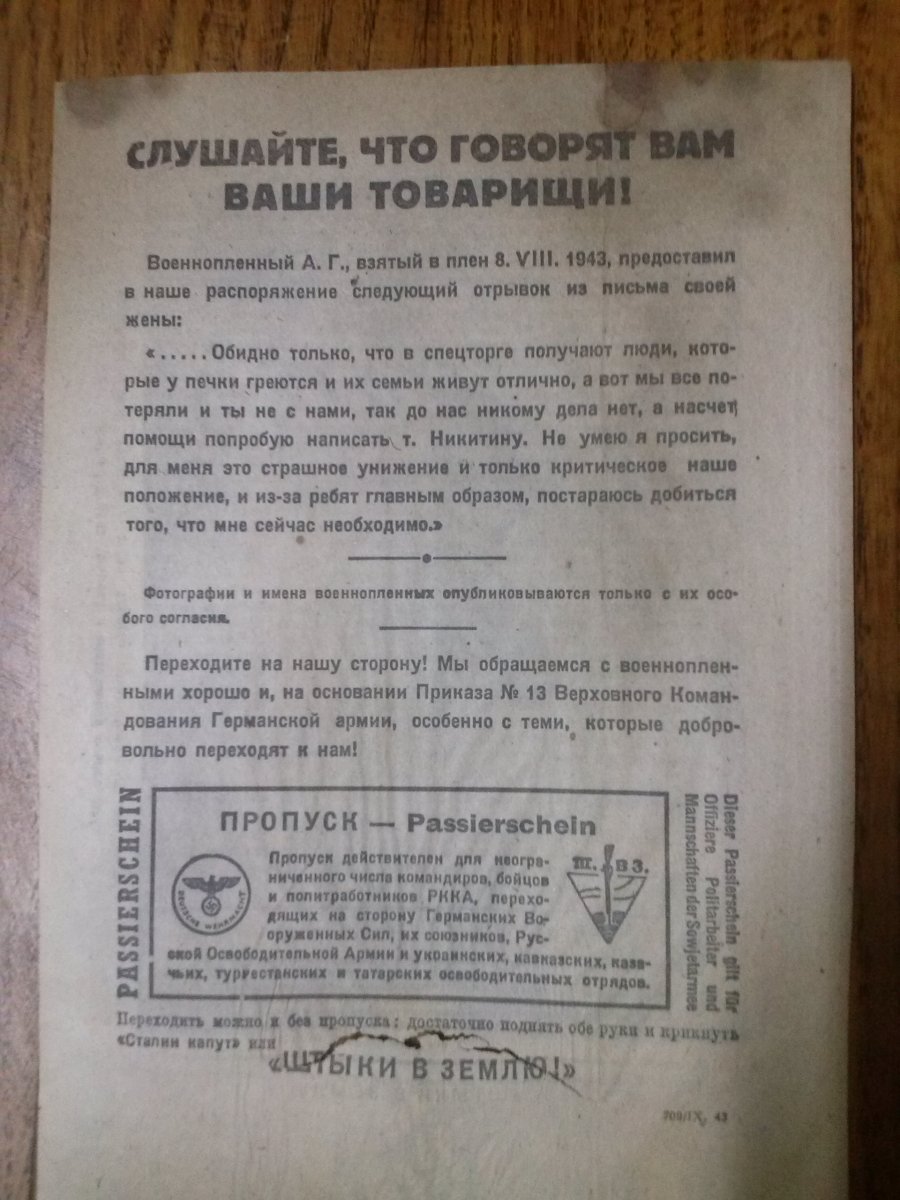 СЛУШАЙТЕ, ЧТО ГОВОРЯТ ВАМ
ВАШИ ТОВАРИЩИ!
Военнопленный А. Г., взятый в плен 8. VIII. 1943, предоставил
в наше распоряжение следующий отрывок из письма своей
жены:
«.....Обидно только, что в спецторге получают люди, кото-
рые у печки греются и их семьи живут отлично, а вот мы все по-
теряли и ты не с нами, так до нас никому дела нет, а насчет
помощи попробую написать т. Никитину. Не умею я просить,
для меня это страшное унижение и только критическое наше
положение, и из-за ребят главным образом, постараюсь добиться
того, что мне сейчас необходимо.»
Фотографии и имена военнопленных опубликовываются только с их осо-
бого согласия.
Переходите на нашу сторону! Мы обращаемся с военноплен-
ными хорошо и, на основании Приказа № 13 Верховного Коман-
дования Германской армии, особенно с теми, которые добро-
вольно переходят к нам!
PASSIERSCHEIN
ПРОПУСК — Passierschein
DEUTSCHE WEHRMACHT
Пропуск действителен для неогра-
ниченного числа командиров, бойцов
и политработников РККА, перехо-
дящих на сторону Германских Во-
оруженных Сил, их союзников, Рус-
ской Освободительной Армии и украинских, кавказских, каза-
чьих, туркестанских и татарских освободительных отрядов.
Ш. В З.
Dieser Passierschein gilt für
Offiziere Politarbeiter und
Mannschaften der Sowjetarmee
Переходить можно и без пропуска: достаточно поднять обе руки и крикнуть
«Сталин капут» или
«ШТЫКИ В ЗЕМЛЮ!»
709/IX. 43